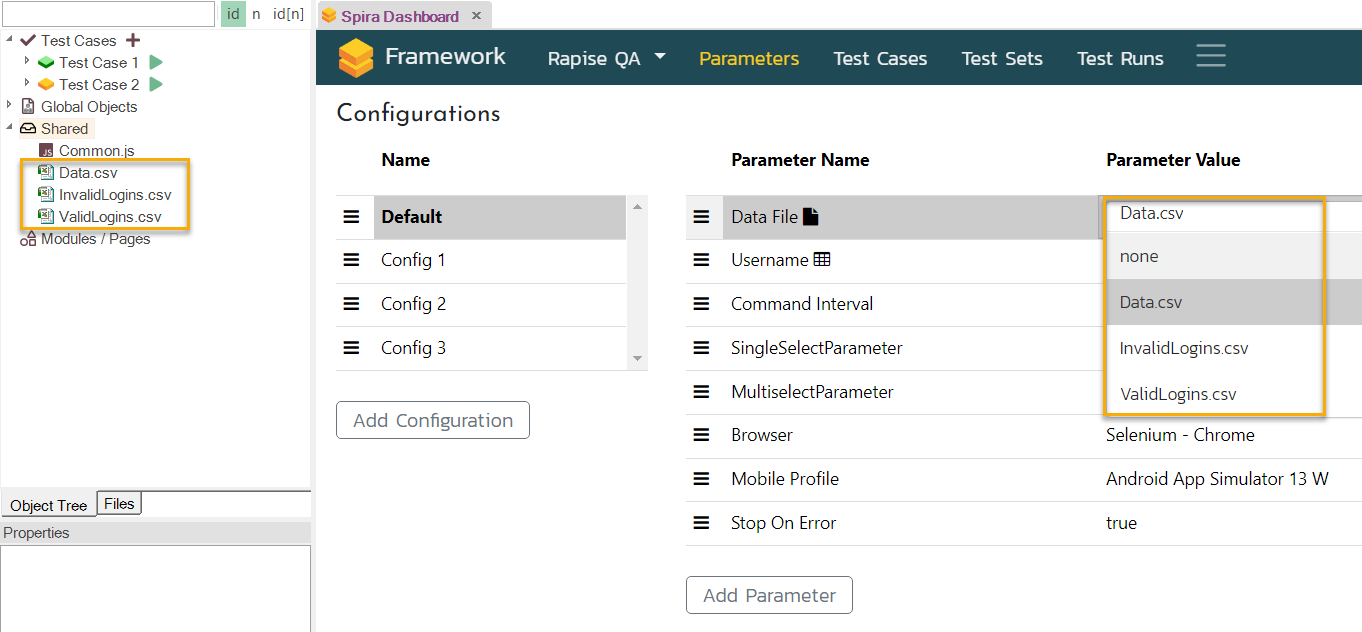 id n id[n]
Test Cases
Test Case 1
Test Case 2
Global Objects
Shared
JS Common.js
Data.csv
InvalidLogins.csv
ValidLogins.csv
Modules / Pages
Object Tree Files
Properties
Spira Dashboard ×
Framework Rapise QA Parameters Test Cases Test Sets Test Runs
Configurations
Name
Default
Config 1
Config 2
Config 3
Add Configuration
Parameter Name Parameter Value
Data File Data.csv
Username none
Command Interval Data.csv
SingleSelectParameter InvalidLogins.csv
MultiselectParameter ValidLogins.csv
Browser Selenium - Chrome
Mobile Profile Android App Simulator 13 W
Stop On Error true
Add Parameter